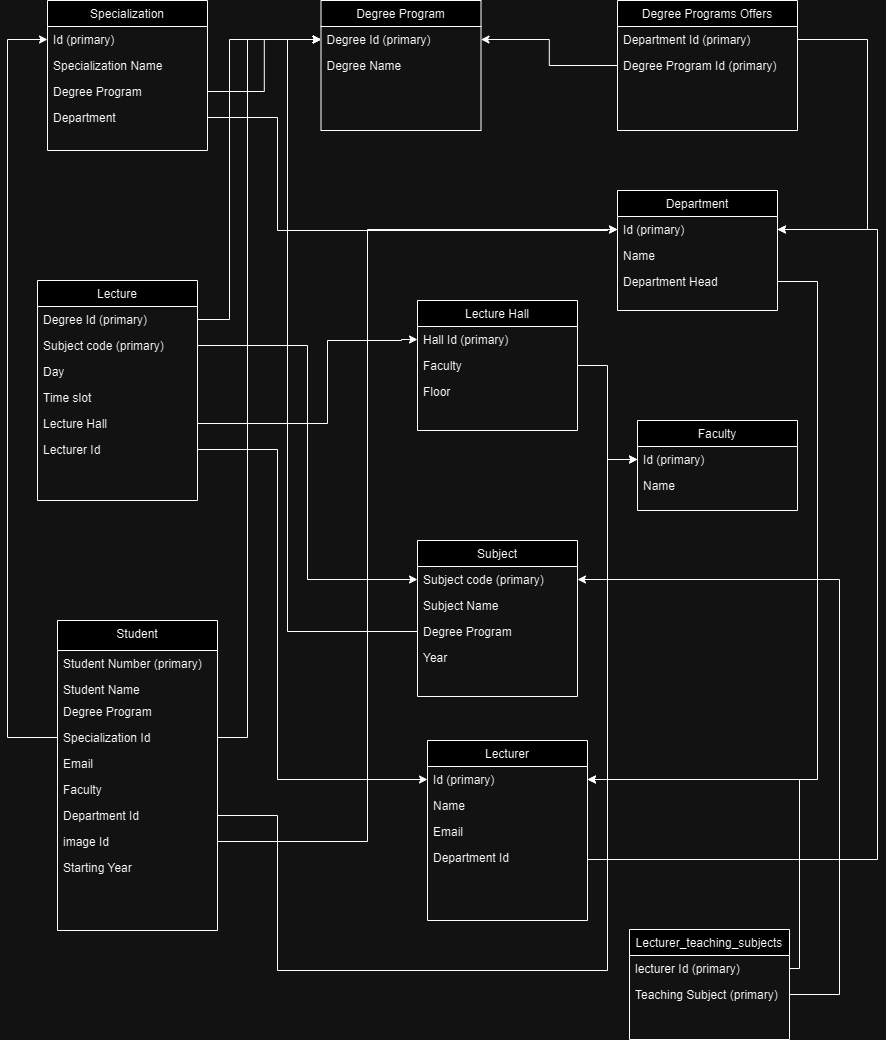 Specialization
Id (primary)
Specialization Name
Degree Program
Department
Degree Program
Degree Id (primary)
Degree Name
Degree Programs Offers
Department Id (primary)
Degree Program Id (primary)
Department
Id (primary)
Name
Department Head
Lecture
Degree Id (primary)
Subject code (primary)
Day
Time slot
Lecture Hall
Lecturer Id
Lecture Hall
Hall Id (primary)
Faculty
Floor
Faculty
Id (primary)
Name
Subject
Subject code (primary)
Subject Name
Degree Program
Year
Student
Student Number (primary)
Student Name
Degree Program
Specialization Id
Email
Faculty
Department Id
image Id
Starting Year
Lecturer
Id (primary)
Name
Email
Department Id
Lecturer_teaching_subjects
lecturer Id (primary)
Teaching Subject (primary)